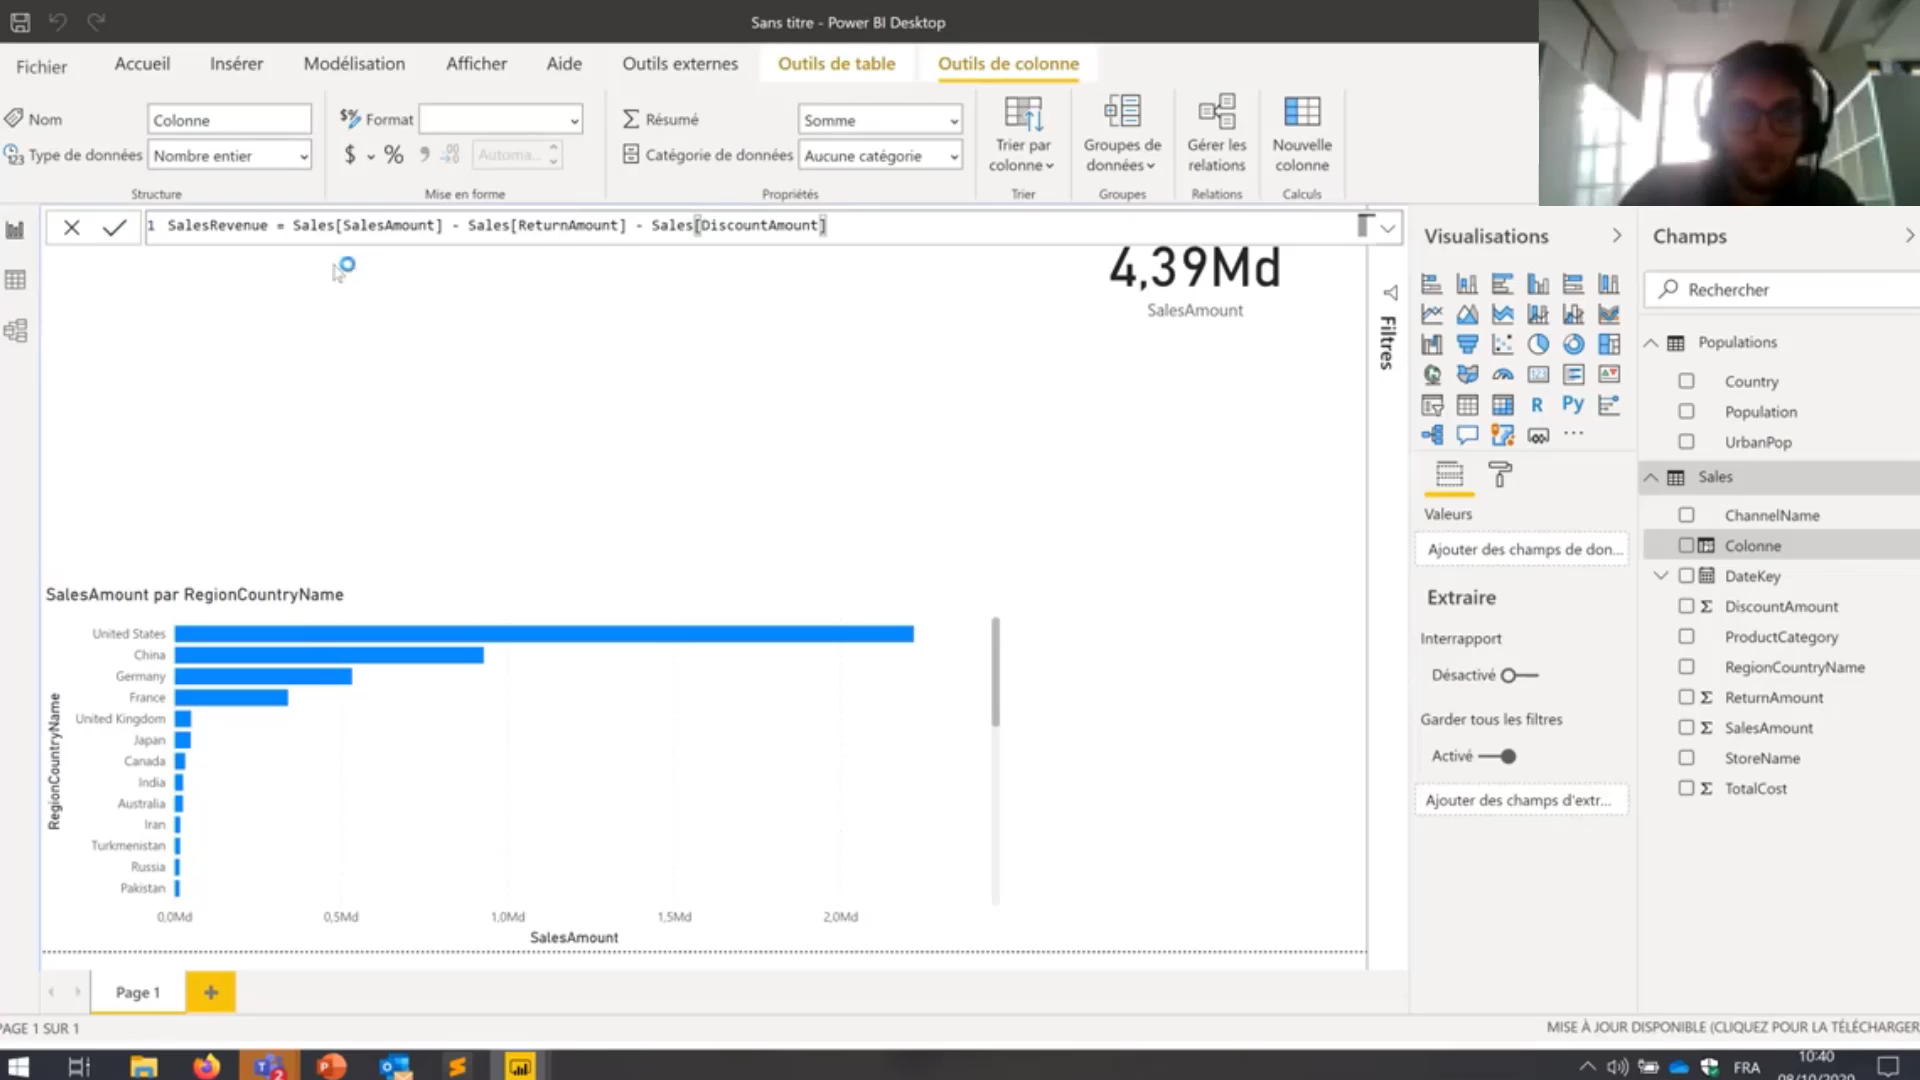 Sans titre - Power BI Desktop
Fichier Accueil Insérer Modélisation Afficher Aide Outils externes Outils de table Outils de colonne
Nom Colonne
Type de données Nombre entier
Structure
Format
$ % 9 Automa...
Mise en forme
Résumé Somme
Catégorie de données Aucune catégorie
Propriétés
Trier par
colonne
Trier
Groupes de
données
Groupes
Gérer les
relations
Relations
Nouvelle
colonne
Calculs
1 SalesRevenue = Sales[SalesAmount] - Sales[ReturnAmount] - Sales[DiscountAmount]
4,39Md
SalesAmount
SalesAmount par RegionCountryName
RegionCountryName
United States
China
Germany
France
United Kingdom
Japan
Canada
India
Australia
Iran
Turkmenistan
Russia
Pakistan
0,0Md 0,5Md 1,0Md 1,5Md 2,0Md
SalesAmount
Filtres
Visualisations
R Py
Valeurs
Ajouter des champs de don...
Extraire
Interrapport
Désactivé
Garder tous les filtres
Activé
Ajouter des champs d'extr...
Champs
Rechercher
Populations
Country
Population
UrbanPop
Sales
ChannelName
Colonne
DateKey
DiscountAmount
ProductCategory
RegionCountryName
ReturnAmount
SalesAmount
StoreName
TotalCost
Page 1
PAGE 1 SUR 1
MISE À JOUR DISPONIBLE (CLIQUEZ POUR LA TÉLÉCHARGER
FRA
10:40